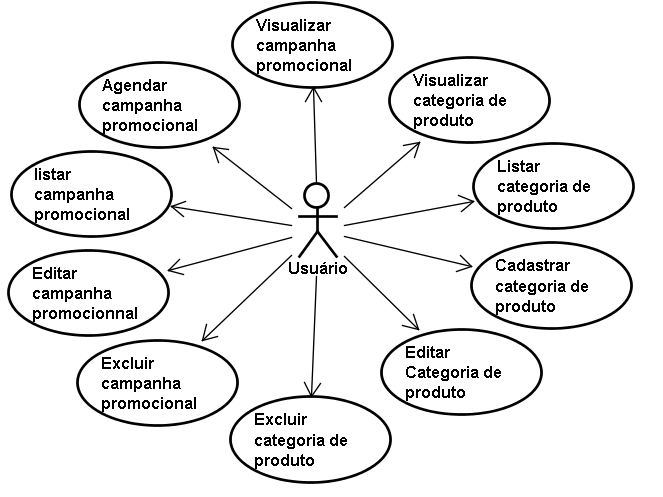 Visualizar
campanha
promocional
Agendar
campanha
promocional
Visualizar
categoria de
produto
listar
campanha
promocional
Listar
categoria de
produto
Usuário
Editar
campanha
promocionnal
Cadastrar
categoria de
produto
Excluir
campanha
promocional
Editar
Categoria de
produto
Excluir
categoria de
produto